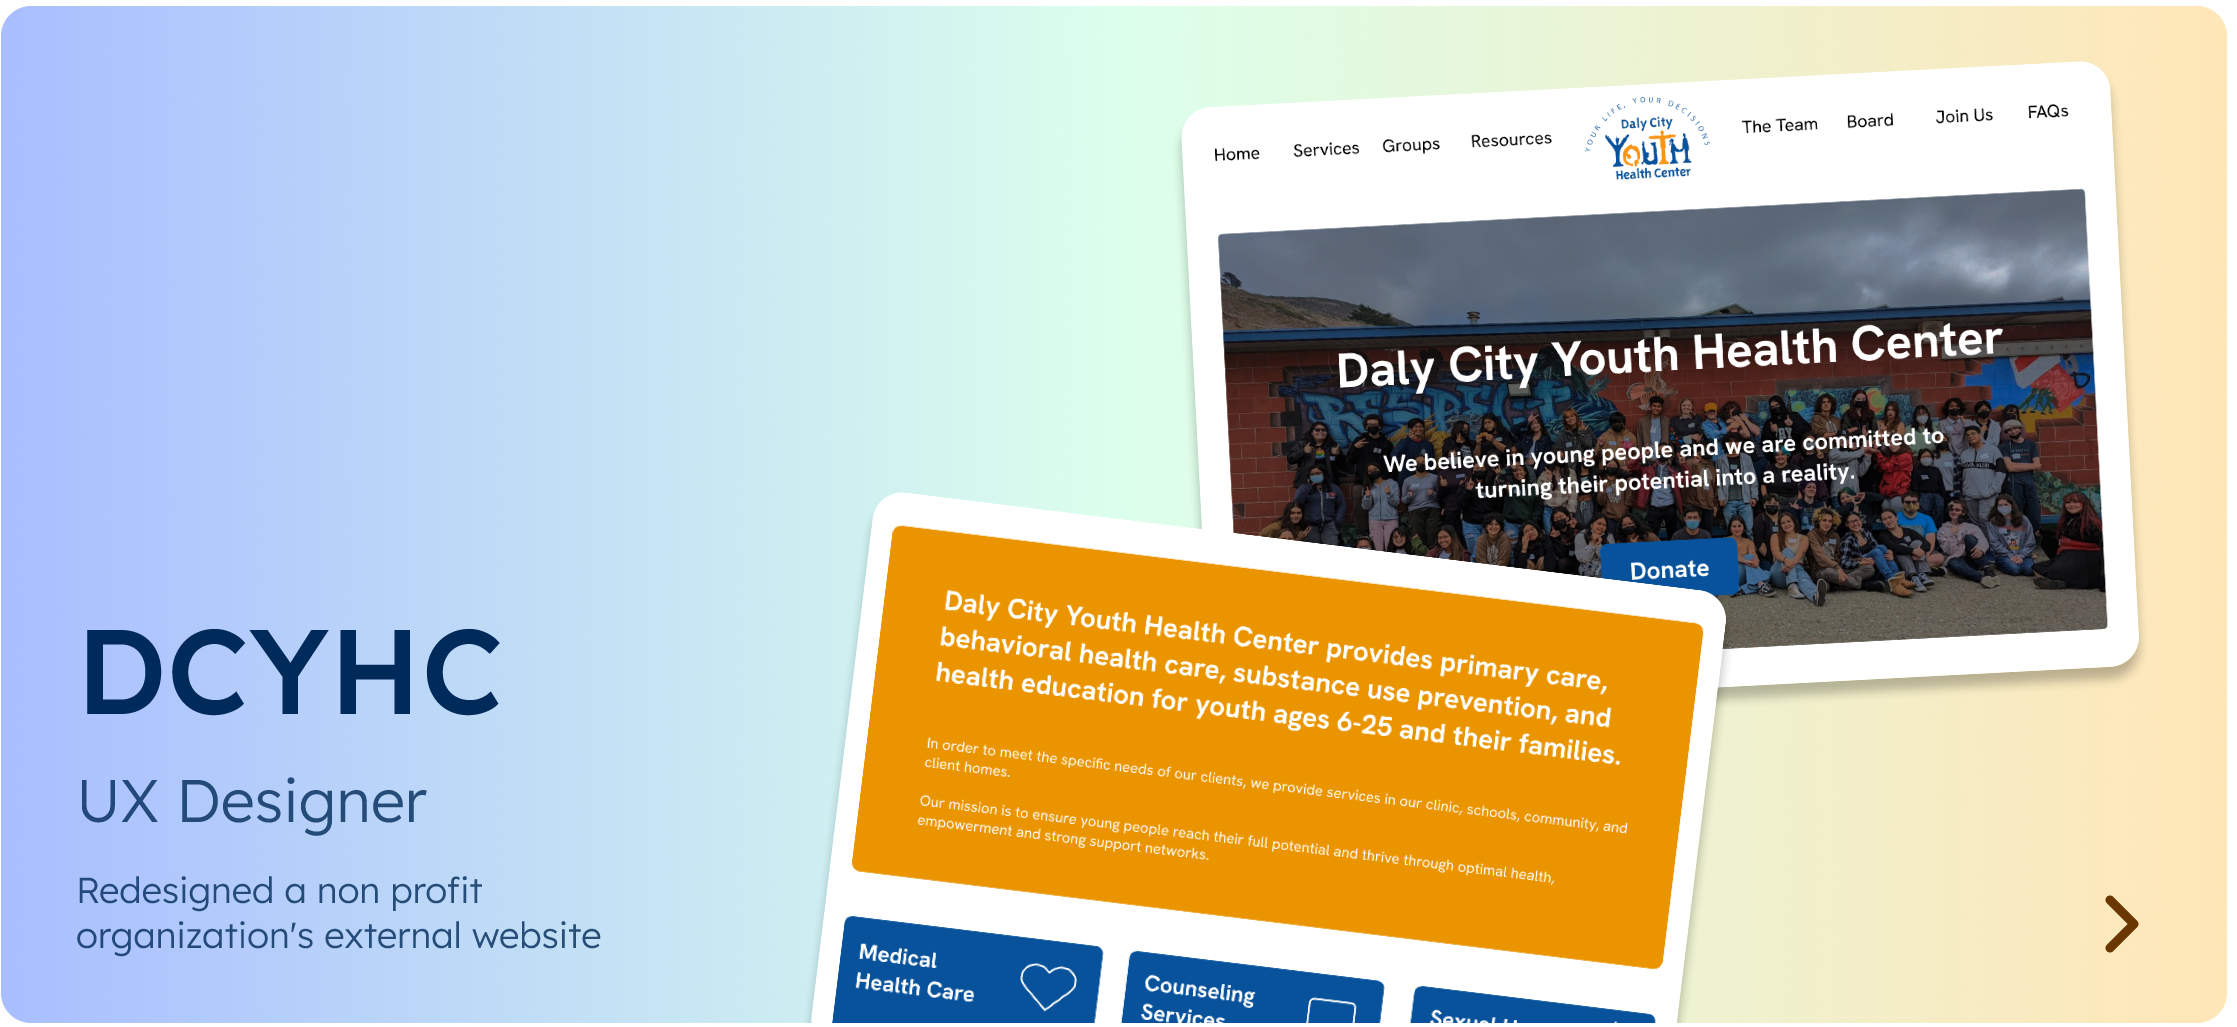 DCYHC
UX Designer
Redesigned a non profit
organization's external website
Home Services Groups Resources
YOUR LIFE, YOUR DECISIONS
Daly City
YOUTH
Health Center
The Team Board Join Us FAQs
RESPECT
Daly City Youth Health Center
We believe in young people and we are committed to
turning their potential into a reality.
Donate
Daly City Youth Health Center provides primary care,
behavioral health care, substance use prevention, and
health education for youth ages 6-25 and their families.
In order to meet the specific needs of our clients, we provide services in our clinic, schools, community, and
client homes.
Our mission is to ensure young people reach their full potential and thrive through optimal health,
empowerment and strong support networks.
Medical
Health Care
Counseling
Services
Sexual